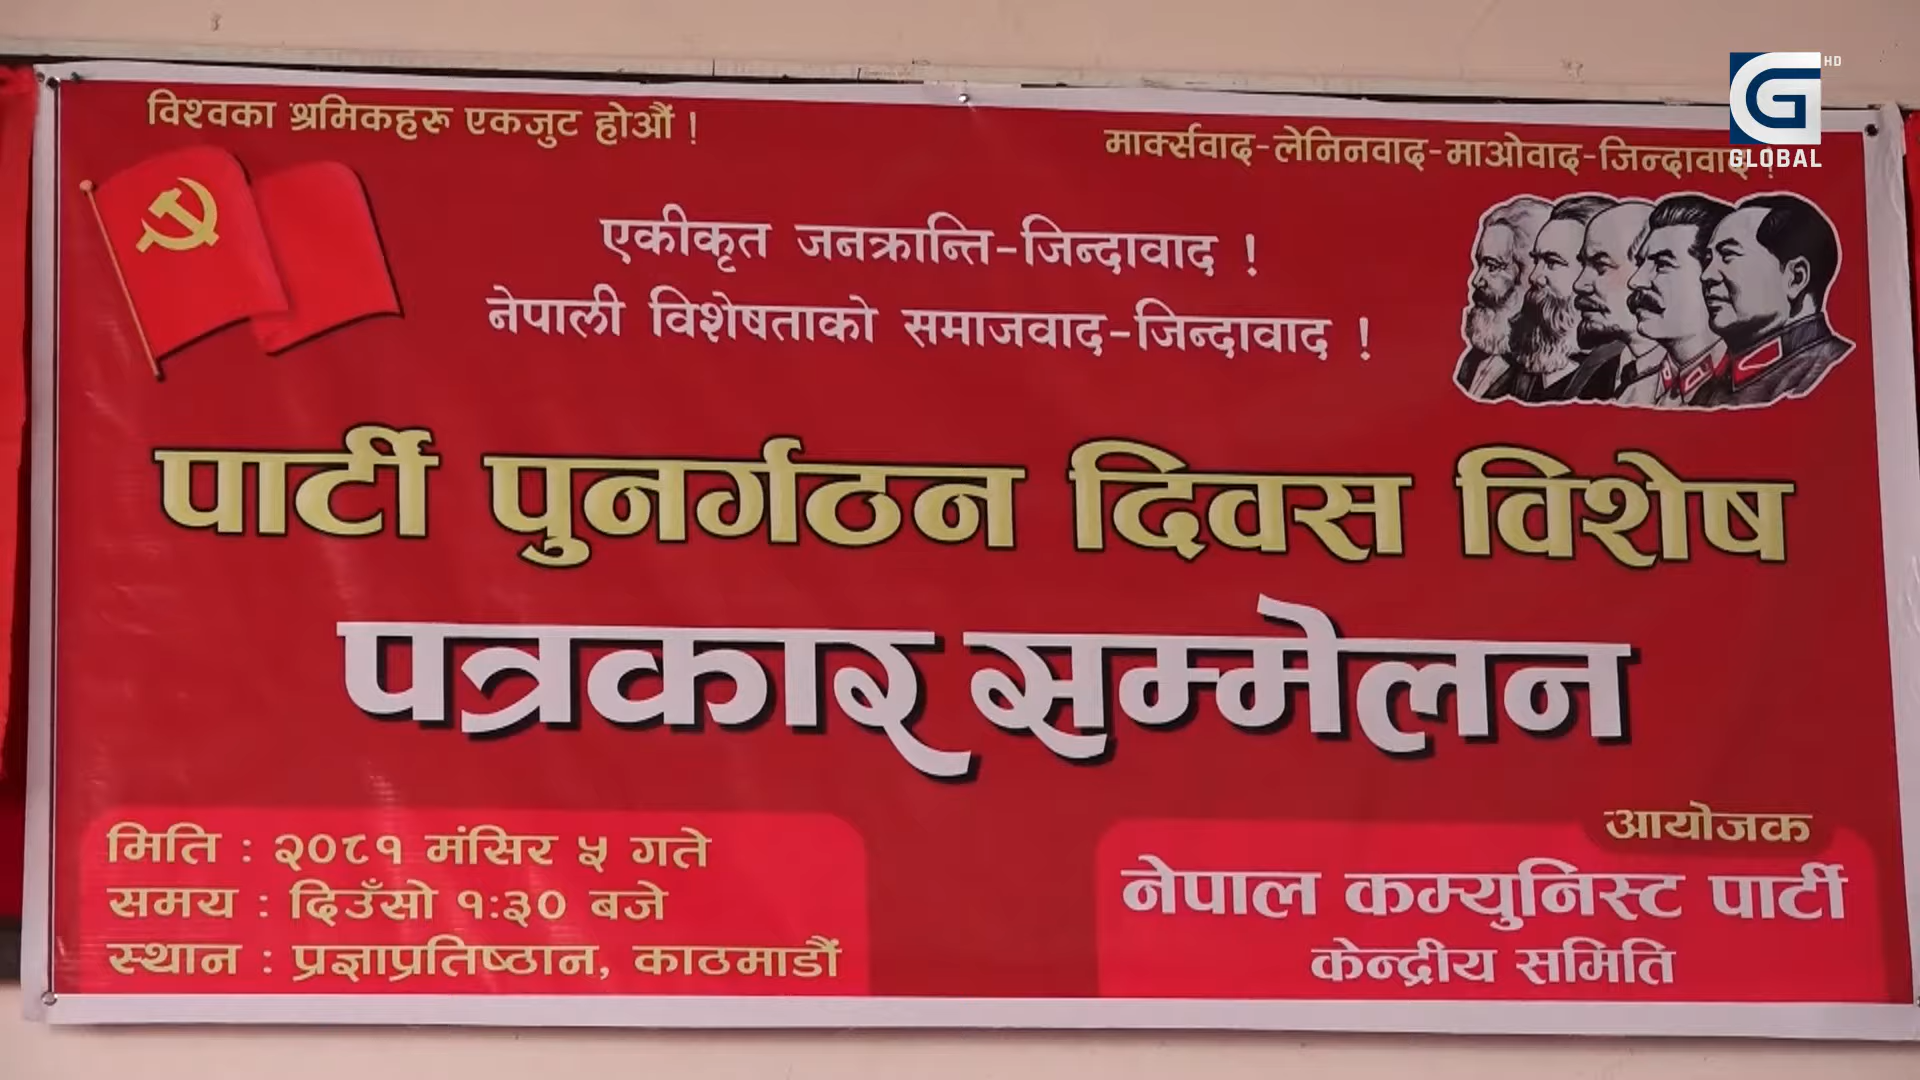 विश्वका श्रमिकहरू एकजुट होऔं !
मार्क्सवाद-लेनिनवाद-माओवाद-जिन्दावाद !
HD
GLOBAL
एकीकृत जनक्रान्ति-जिन्दावाद !
नेपाली विशेषताको समाजवाद-जिन्दावाद !
पार्टी पुनर्गठन दिवस विशेष
पत्रकार सम्मेलन
मिति : २०८१ मंसिर ५ गते
समय : दिउँसो १:३० बजे
स्थान : प्रज्ञाप्रतिष्ठान, काठमाडौं
आयोजक
नेपाल कम्युनिस्ट पार्टी
केन्द्रीय समिति